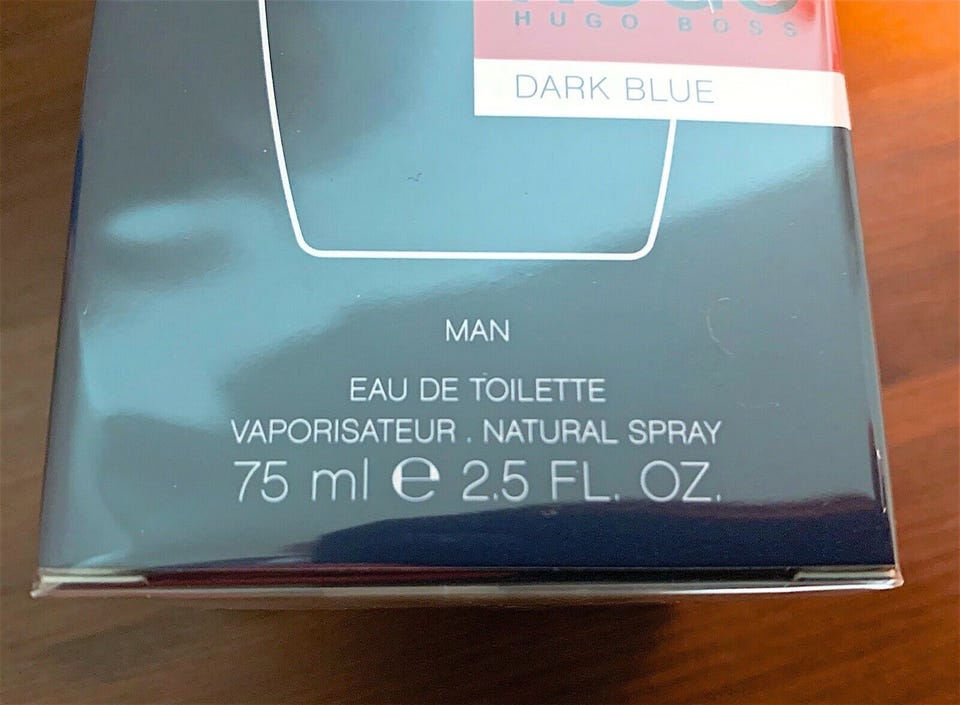 HUGO BOSS
DARK BLUE
MAN
EAU DE TOILETTE
VAPORISATEUR . NATURAL SPRAY
75 ml ℮ 2.5 FL. OZ.